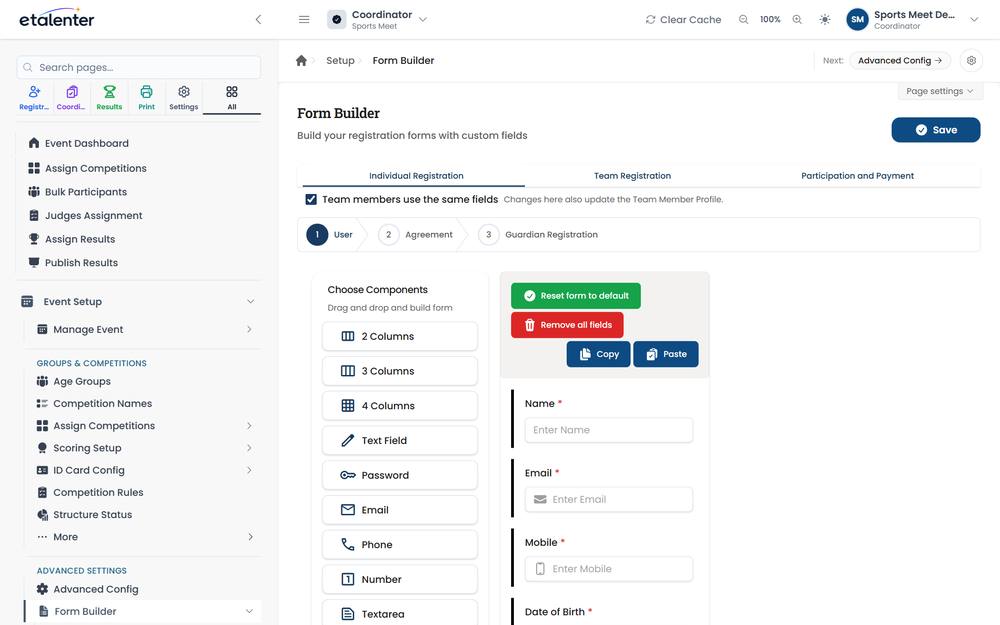 etalenter
Coordinator
Sports Meet
Clear Cache
100%
SM
Sports Meet De...
Coordinator
Search pages...
Registr...
Coordi...
Results
Print
Settings
All
Event Dashboard
Assign Competitions
Bulk Participants
Judges Assignment
Assign Results
Publish Results
Event Setup
Manage Event
GROUPS & COMPETITIONS
Age Groups
Competition Names
Assign Competitions
Scoring Setup
ID Card Config
Competition Rules
Structure Status
More
ADVANCED SETTINGS
Advanced Config
Form Builder
Setup
Form Builder
Next:
Advanced Config →
Page settings
Form Builder
Build your registration forms with custom fields
Save
Individual Registration
Team Registration
Participation and Payment
Team members use the same fields Changes here also update the Team Member Profile.
1 User
2 Agreement
3 Guardian Registration
Choose Components
Drag and drop and build form
2 Columns
3 Columns
4 Columns
Text Field
Password
Email
Phone
Number
Textarea
Reset form to default
Remove all fields
Copy
Paste
Name *
Enter Name
Email *
Enter Email
Mobile *
Enter Mobile
Date of Birth *